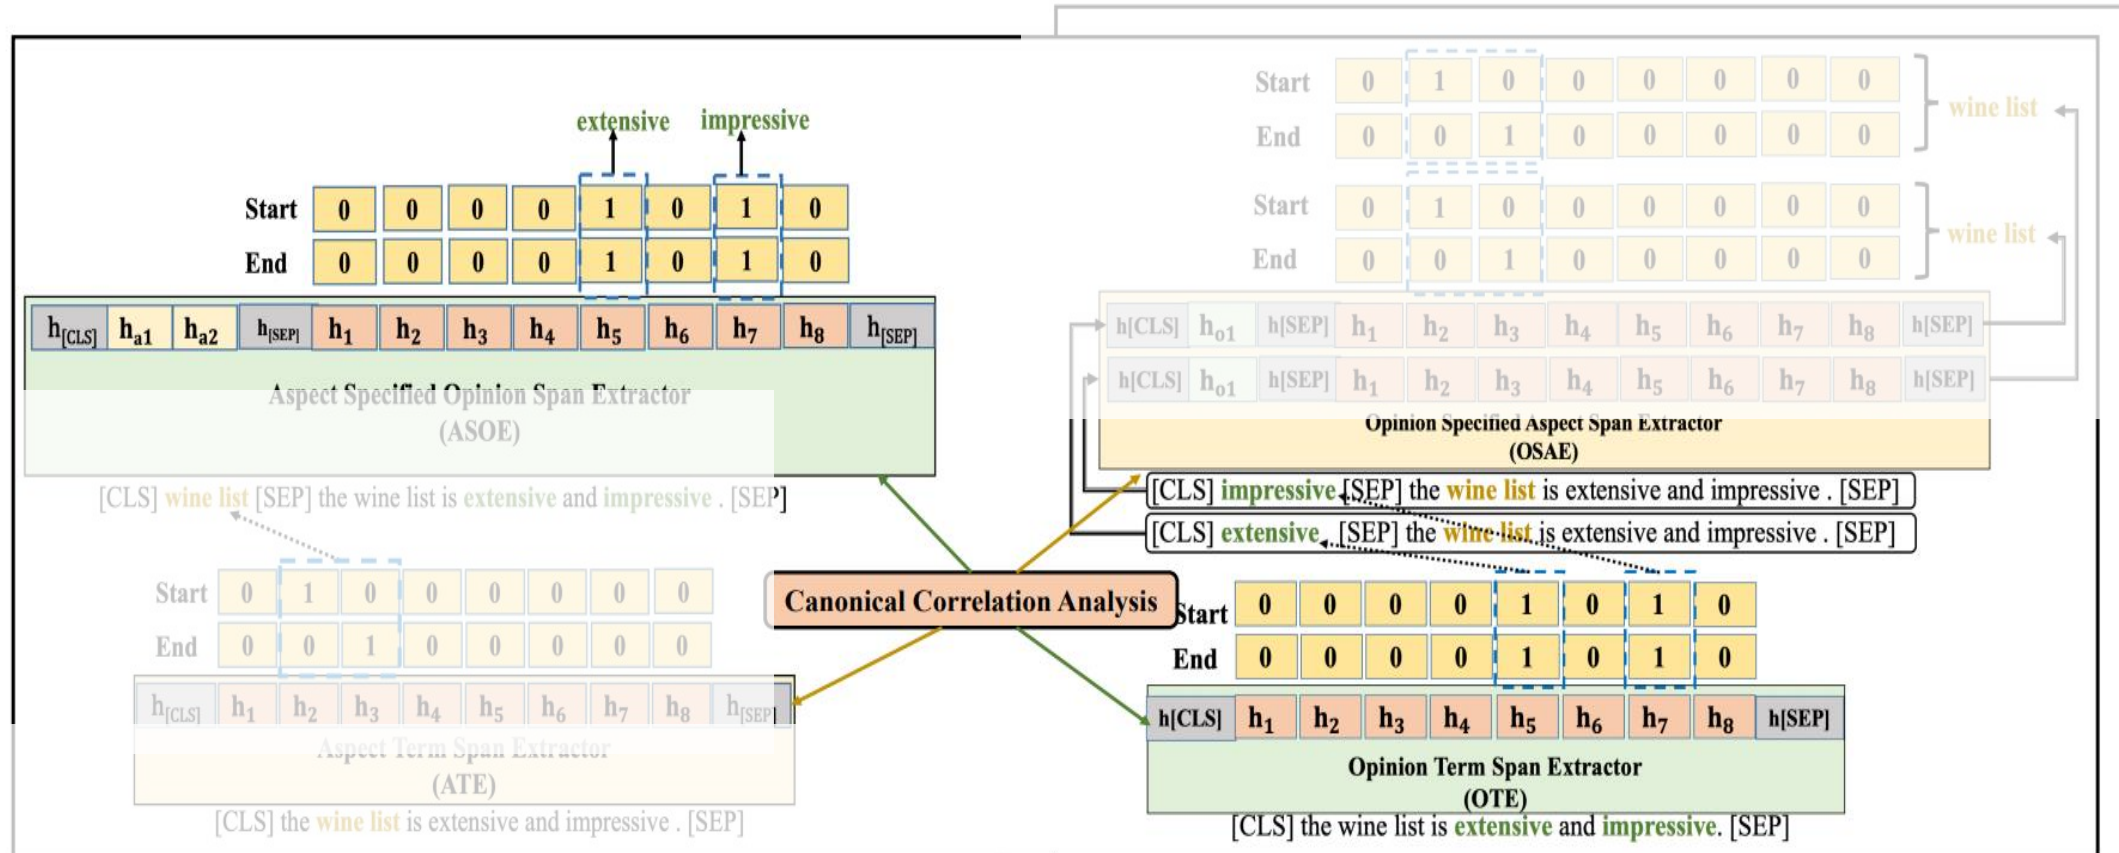 extensive impressive
Start 0 0 0 0 1 0 1 0
End 0 0 0 0 1 0 1 0
h[CLS] ha1 ha2 h[SEP] h1 h2 h3 h4 h5 h6 h7 h8 h[SEP]
Aspect Specified Opinion Span Extractor
(ASOE)
[CLS] wine list [SEP] the wine list is extensive and impressive . [SEP]
Start 0 1 0 0 0 0 0 0
End 0 0 1 0 0 0 0 0
h[CLS] h1 h2 h3 h4 h5 h6 h7 h8 h[SEP]
Aspect Term Span Extractor
(ATE)
[CLS] the wine list is extensive and impressive . [SEP]
Canonical Correlation Analysis
Start 0 1 0 0 0 0 0 0
End 0 0 1 0 0 0 0 0
wine list
Start 0 1 0 0 0 0 0 0
End 0 0 1 0 0 0 0 0
wine list
h[CLS] ho1 h[SEP] h1 h2 h3 h4 h5 h6 h7 h8 h[SEP]
h[CLS] ho1 h[SEP] h1 h2 h3 h4 h5 h6 h7 h8 h[SEP]
Opinion Specified Aspect Span Extractor
(OSAE)
[CLS] impressive [SEP] the wine list is extensive and impressive . [SEP]
[CLS] extensive [SEP] the wine list is extensive and impressive . [SEP]
Start 0 0 0 0 1 0 1 0
End 0 0 0 0 1 0 1 0
h[CLS] h1 h2 h3 h4 h5 h6 h7 h8 h[SEP]
Opinion Term Span Extractor
(OTE)
[CLS] the wine list is extensive and impressive. [SEP]